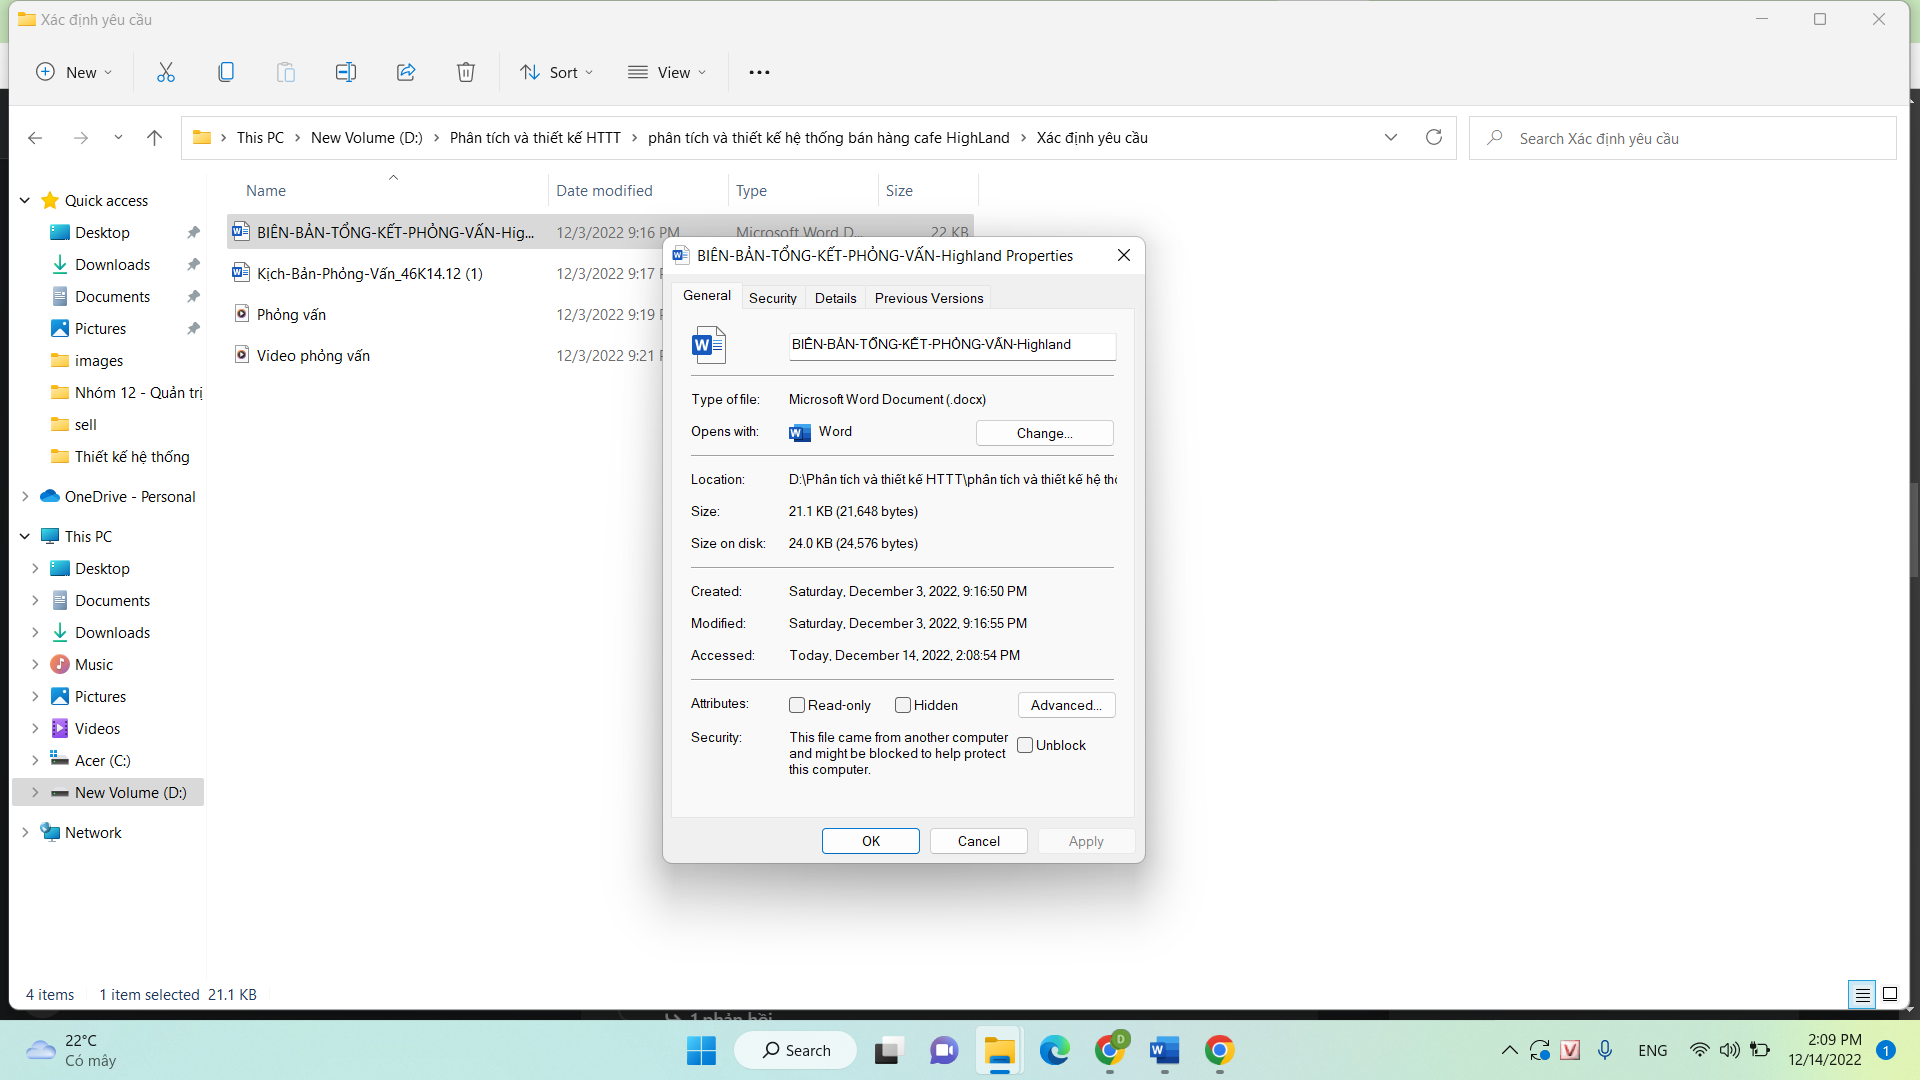 Xác định yêu cầu
New
Sort
View
This PC
New Volume (D:)
Phân tích và thiết kế HTTT
phân tích và thiết kế hệ thống bán hàng cafe HighLand
Xác định yêu cầu
Search Xác định yêu cầu
Name
Date modified
Type
Size
Quick access
Desktop
Downloads
Documents
Pictures
images
Nhóm 12 - Quản trị
sell
Thiết kế hệ thống
OneDrive - Personal
This PC
Desktop
Documents
Downloads
Music
Pictures
Videos
Acer (C:)
New Volume (D:)
Network
BIÊN-BẢN-TỔNG-KẾT-PHỎNG-VẤN-Hig... 12/3/2022 9:16 PM Microsoft Word D... 22 KB
Kịch-Bản-Phỏng-Vấn_46K14.12 (1) 12/3/2022 9:17
Phỏng vấn 12/3/2022 9:19
Video phỏng vấn 12/3/2022 9:21
BIÊN-BẢN-TỔNG-KẾT-PHỎNG-VẤN-Highland Properties
General
Security
Details
Previous Versions
BIÊN-BẢN-TỔNG-KẾT-PHỎNG-VẤN-Highland
Type of file: Microsoft Word Document (.docx)
Opens with: Word
Change...
Location: D:\Phân tích và thiết kế HTTT\phân tích và thiết kế hệ
Size: 21.1 KB (21,648 bytes)
Size on disk: 24.0 KB (24,576 bytes)
Created: Saturday, December 3, 2022, 9:16:50 PM
Modified: Saturday, December 3, 2022, 9:16:55 PM
Accessed: Today, December 14, 2022, 2:08:54 PM
Attributes: Read-only Hidden
Advanced...
Security: This file came from another computer
and might be blocked to help protect
this computer.
Unblock
OK
Cancel
Apply
4 items
1 item selected 21.1 KB
1 phản hồi
22°C
Có mây
Search
D
ENG
2:09 PM
12/14/2022
1